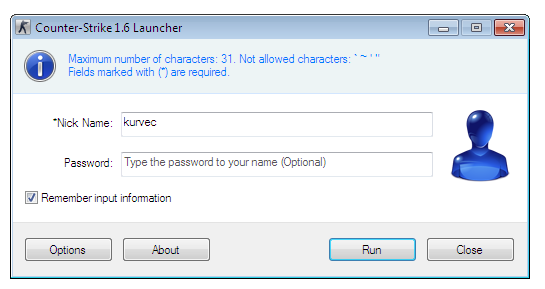 Counter-Strike 1.6 Launcher
Maximum number of characters: 31. Not allowed characters: ` ~ ' "
Fields marked with (*) are required.
*Nick Name: kurvec
Password: Type the password to your name (Optional)
Remember input information
Options About Run Close